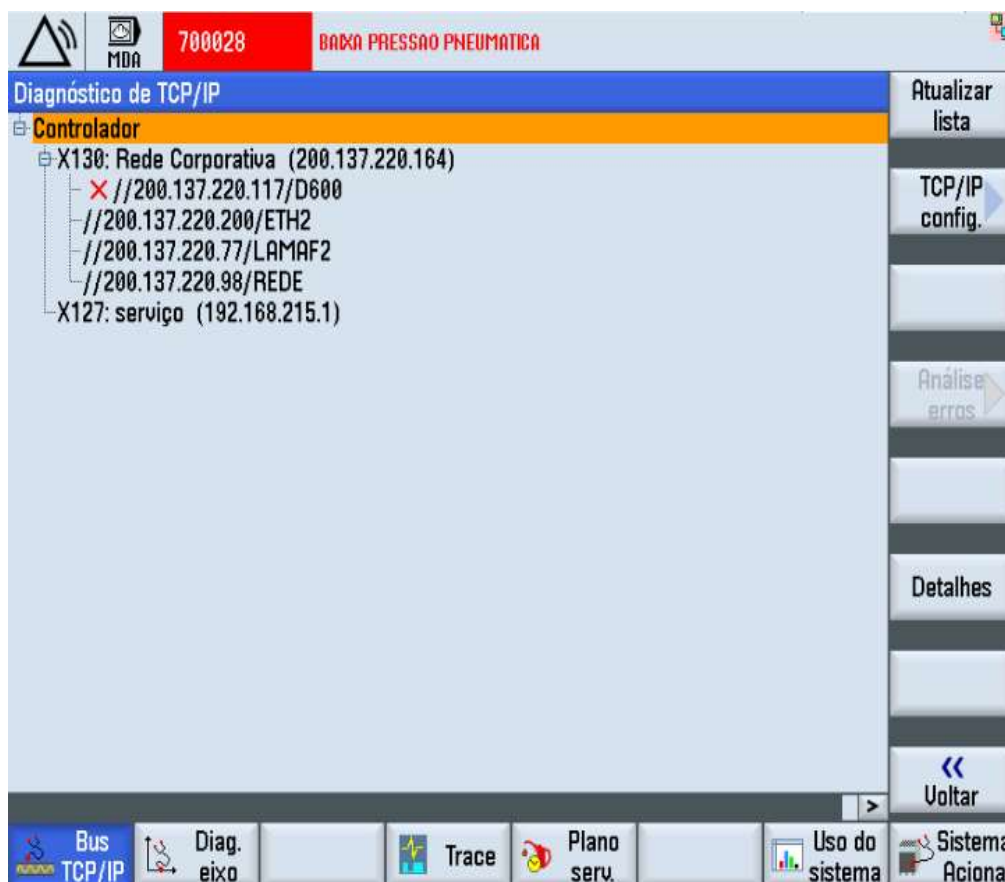 MDA
700028
BAIXA PRESSAO PNEUMATICA
Diagnóstico de TCP/IP
Controlador
X130: Rede Corporativa (200.137.220.164)
//200.137.220.117/D600
//200.137.220.200/ETH2
//200.137.220.77/LAMAF2
//200.137.220.98/REDE
X127: serviço (192.168.215.1)
Atualizar
lista
TCP/IP
config.
Análise
erros
Detalhes
«
Voltar
>
Bus
TCP/IP
Diag.
eixo
Trace
Plano
serv.
Uso do
sistema
Sistema
Aciona